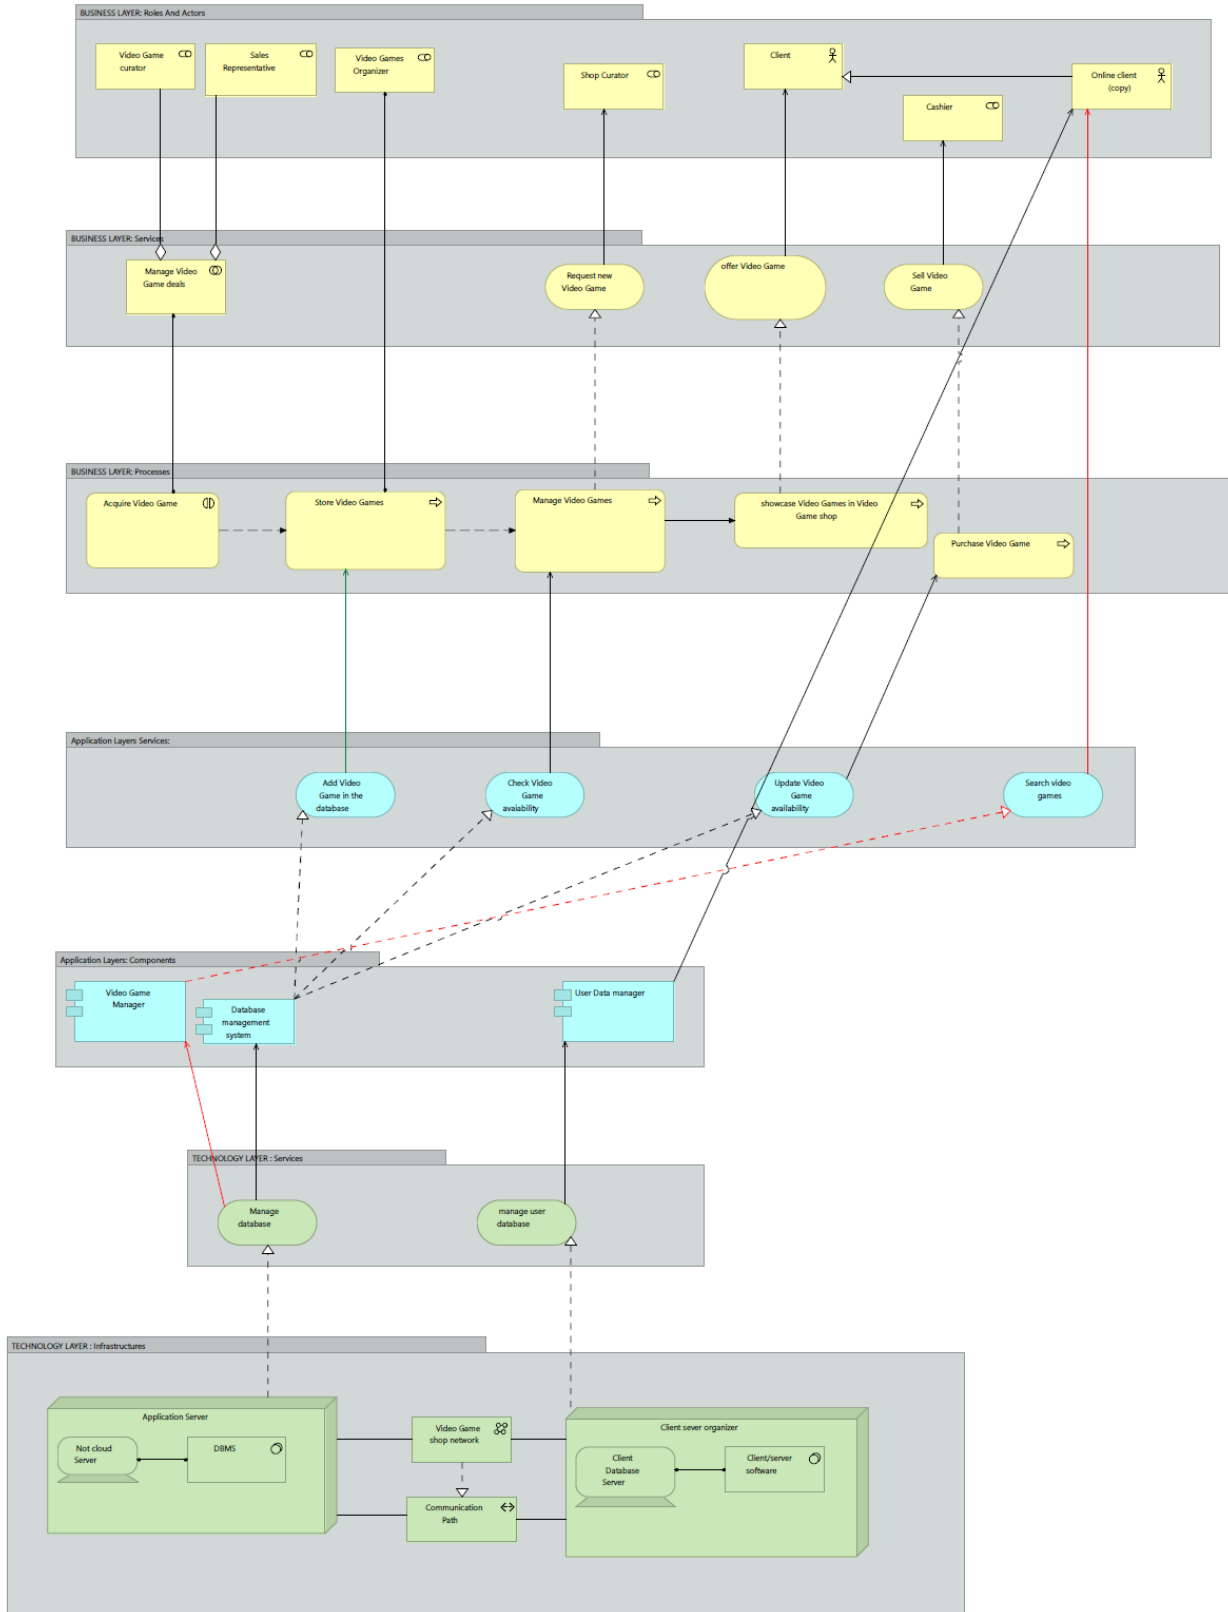 BUSINESS LAYER: Roles And Actors
Video Game
curator
Sales
Representative
Video Games
Organizer
Shop Curator
Client
Online client
(copy)
Cashier
BUSINESS LAYER: Services
Manage Video
Game deals
Request new
Video Game
offer Video Game
Sell Video
Game
BUSINESS LAYER: Processes
Acquire Video Game
Store Video Games
Manage Video Games
showcase Video Games in Video
Game shop
Purchase Video Game
Application Layers Services:
Add Video
Game in the
database
Check Video
Game
avaiability
Update Video
Game
availability
Search video
games
Application Layers: Components
Video Game
Manager
Database
management
system
User Data manager
TECHNOLOGY LAYER : Services
Manage
database
manage user
database
TECHNOLOGY LAYER : Infrastructures
Application Server
Not cloud
Server
DBMS
Video Game
shop network
Communication
Path
Client sever organizer
Client
Database
Server
Client/server
software